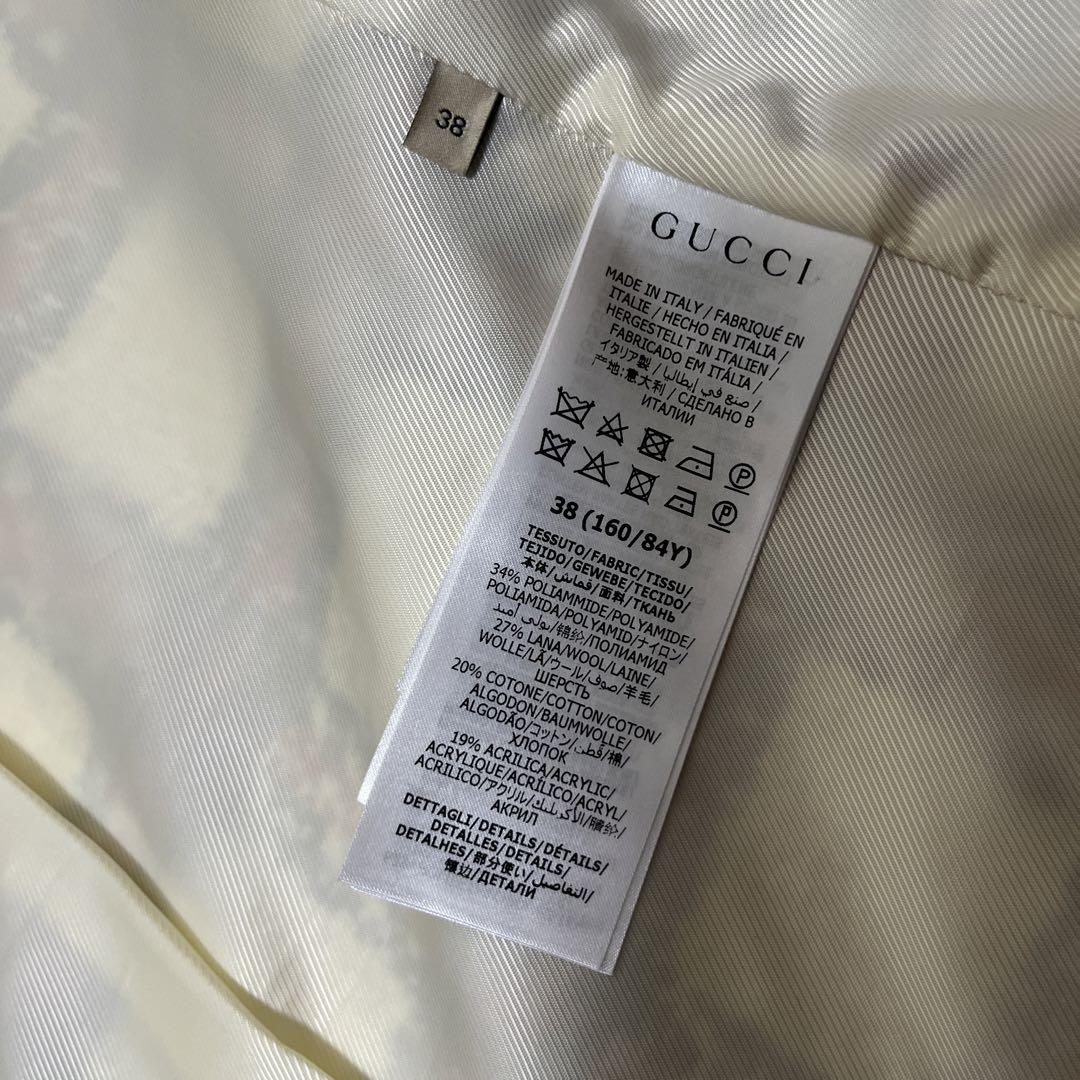 38
GUCCI
MADE IN ITALY / FABRIQUÉ EN
ITALIE / HECHO EN ITALIA /
HERGESTELLT IN ITALIEN /
FABRICADO EM ITÁLIA /
イタリア製 / صنع في إيطاليا /
产地:意大利 / СДЕЛАНО В
ИТАЛИИ
P
P
38 (160/84Y)
TESSUTO/FABRIC/TISSU/
TEJIDO/GEWEBE/TECIDO/
本体/قماش/面料/ТКАНЬ
34% POLIAMMIDE/POLYAMIDE/
POLIAMIDA/POLYAMID/ナイロン/
بولي أميد/锦纶/ПОЛИАМИД
27% LANA/WOOL/LAINE/
WOLLE/LÃ/ウール/صوف/羊毛/
ШЕРСТЬ
20% COTONE/COTTON/COTON/
ALGODON/BAUMWOLLE/
ALGODÃO/コットン/قطن/棉/
ХЛОПОК
19% ACRILICA/ACRYLIC/
ACRYLIQUE/ACRÍLICO/ACRYL/
ACRILICO/アクリル/الأكريليك/腈纶/
АКРИЛ
DETTAGLI/DETAILS/DÉTAILS/
DETALLES/DETAILS/
DETALHES/部分使い/التفاصيل/
镶边/ДЕТАЛИ